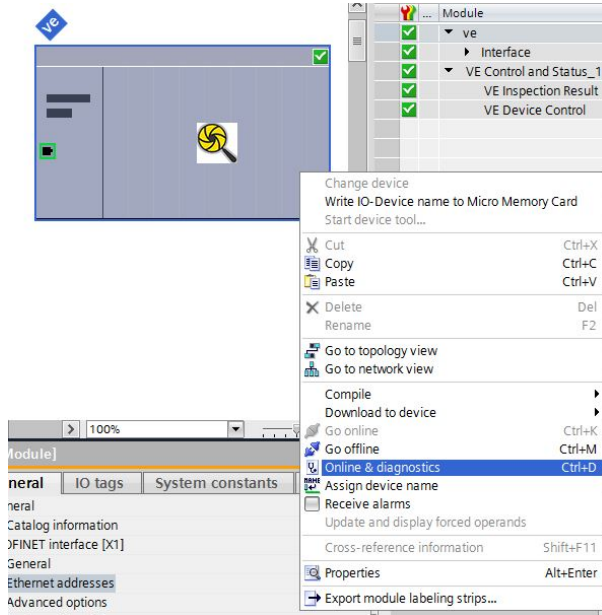 ve
... Module
ve
Interface
VE Control and Status_1
VE Inspection Result
VE Device Control
Change device
Write IO-Device name to Micro Memory Card
Start device tool...
Cut Ctrl+X
Copy Ctrl+C
Paste Ctrl+V
Delete Del
Rename F2
Go to topology view
Go to network view
Compile
Download to device
Go online Ctrl+K
Go offline Ctrl+M
Online & diagnostics Ctrl+D
Assign device name
Receive alarms
Update and display forced operands
Cross-reference information Shift+F11
Properties Alt+Enter
Export module labeling strips...
100%
Module]
neral IO tags System constants
neral
Catalog information
OFINET interface [X1]
General
Ethernet addresses
Advanced options